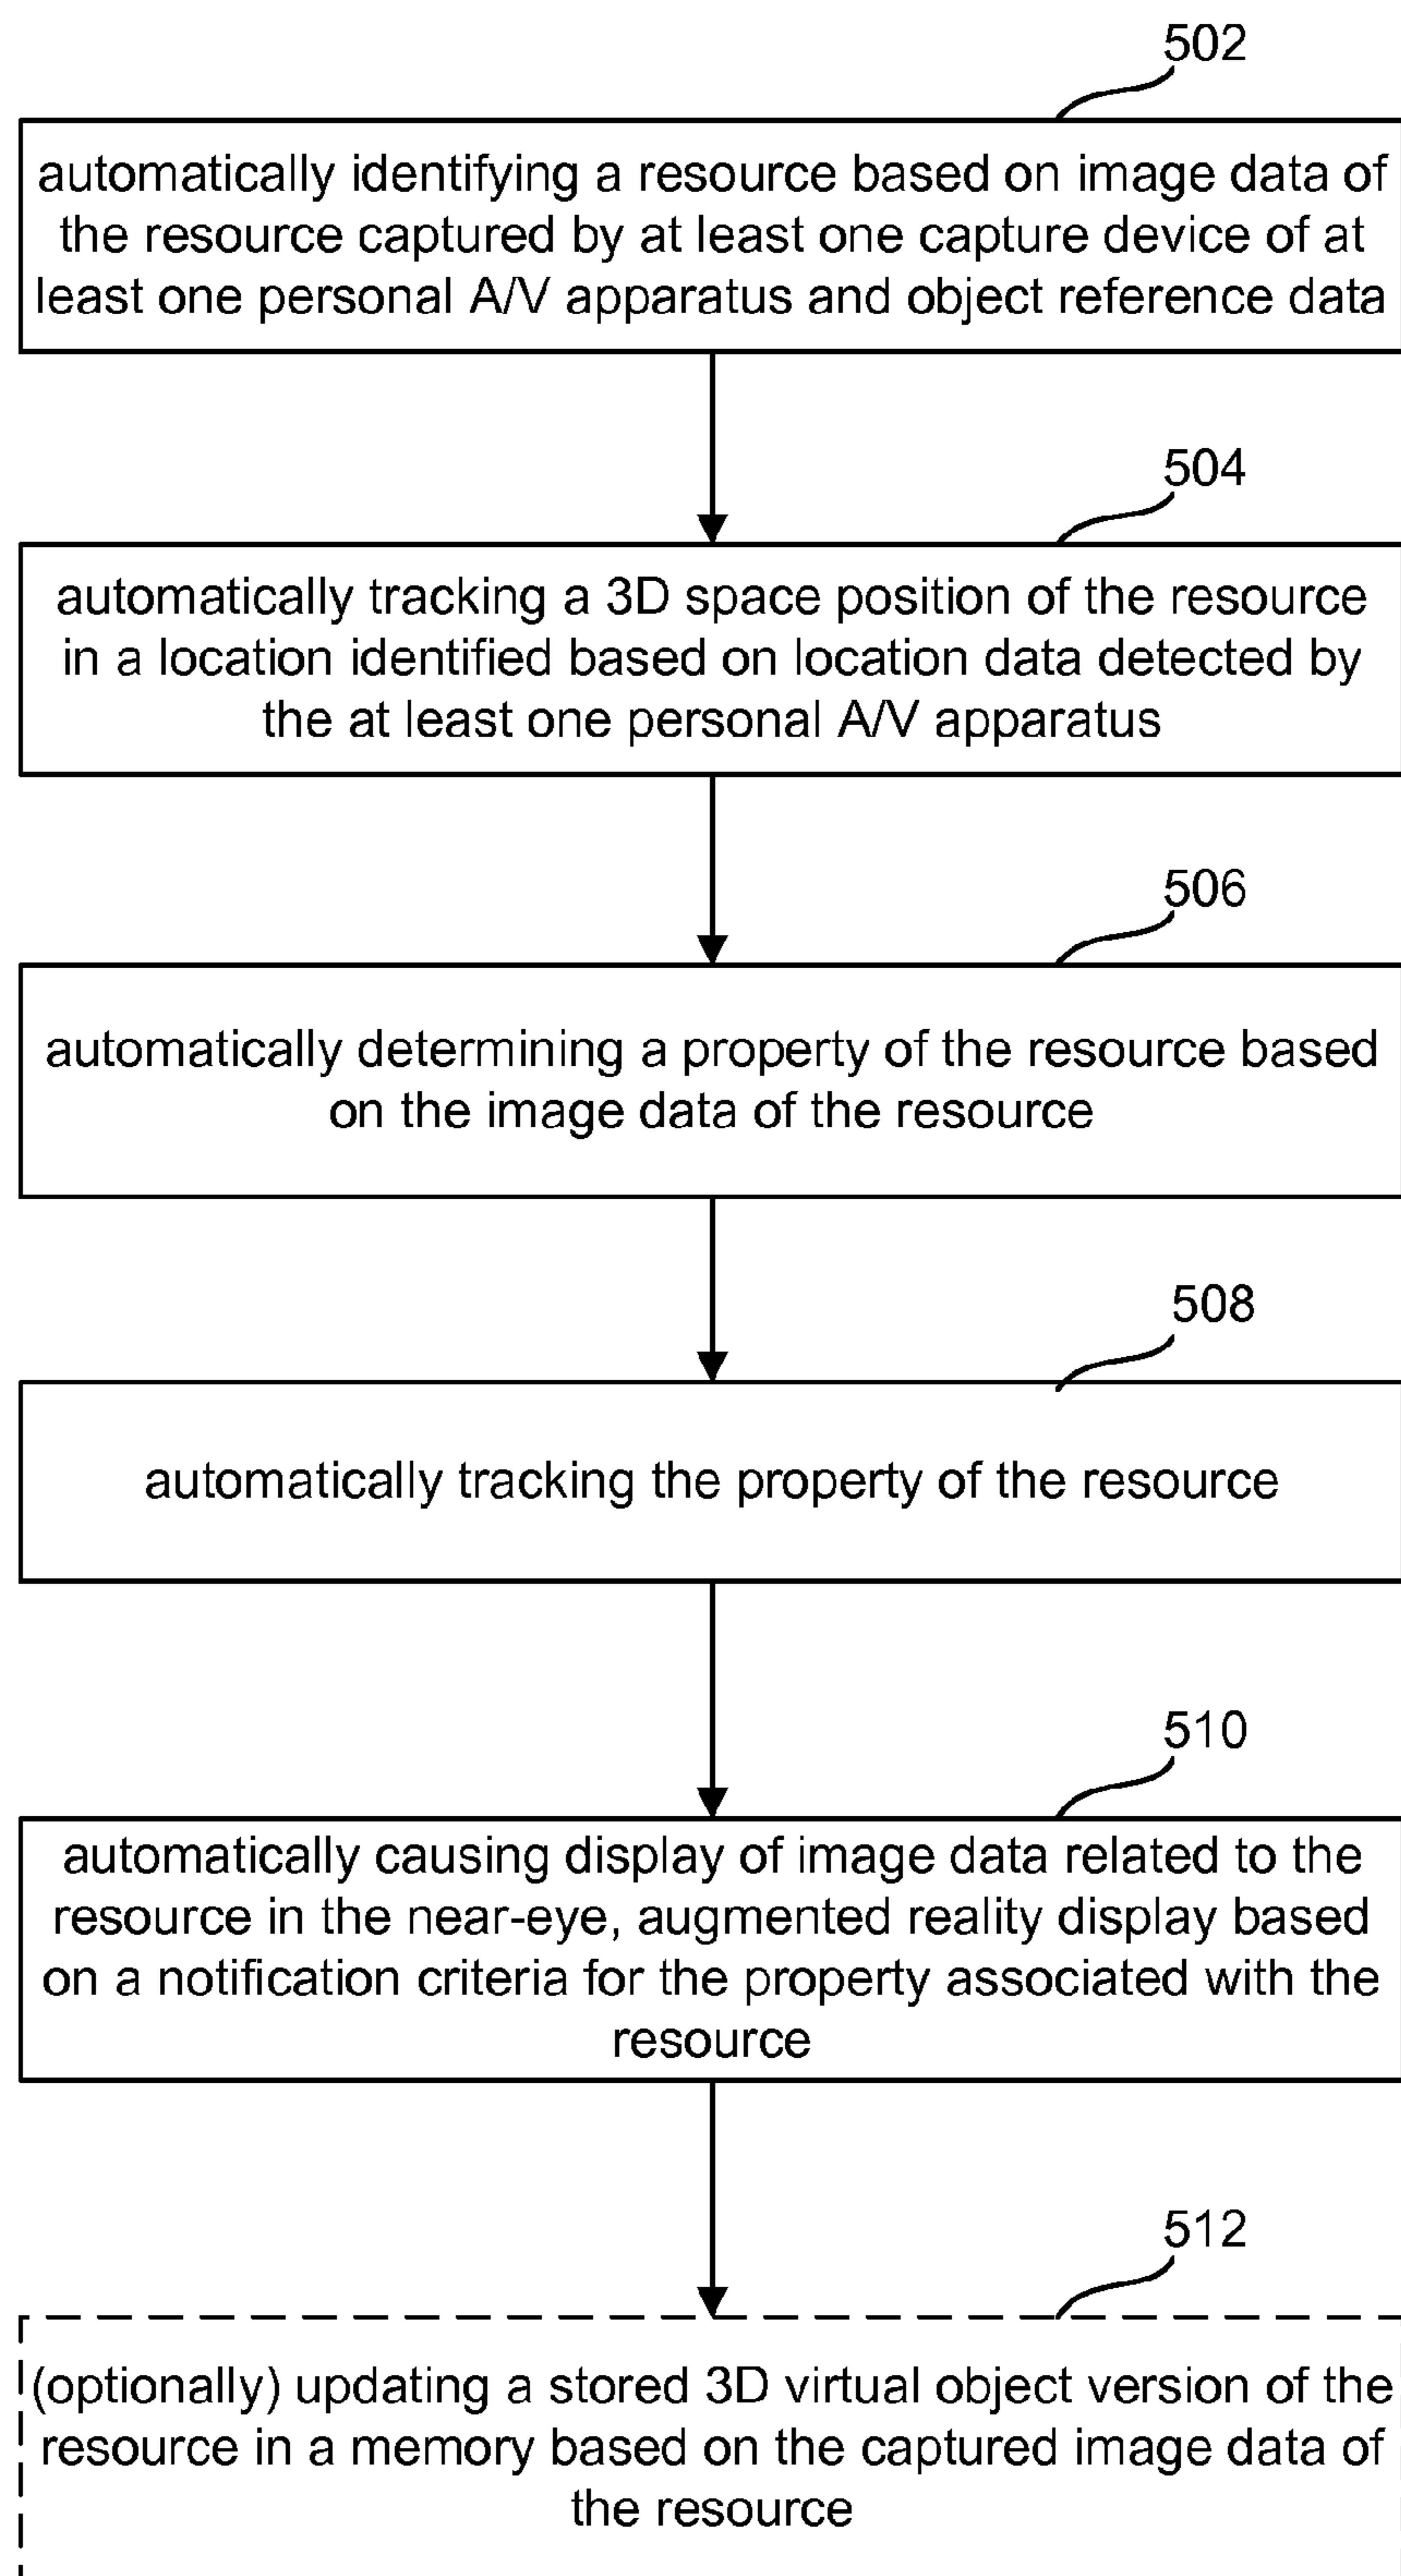 502
automatically identifying a resource based on image data of
the resource captured by at least one capture device of at
least one personal A/V apparatus and object reference data
504
automatically tracking a 3D space position of the resource
in a location identified based on location data detected by
the at least one personal A/V apparatus
506
automatically determining a property of the resource based
on the image data of the resource
508
automatically tracking the property of the resource
510
automatically causing display of image data related to the
resource in the near-eye, augmented reality display based
on a notification criteria for the property associated with the
resource
512
(optionally) updating a stored 3D virtual object version of the
resource in a memory based on the captured image data of
the resource